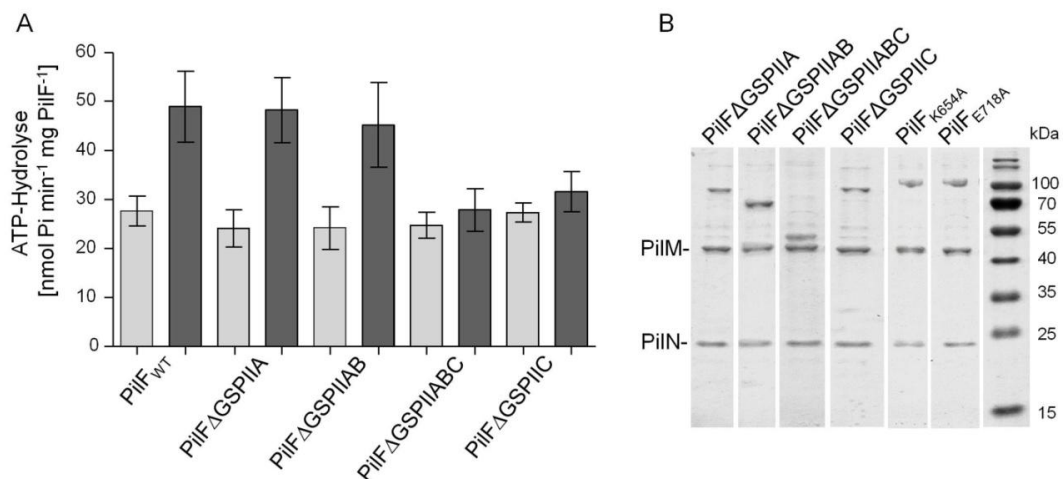 A
ATP-Hydrolyse
[nmol Pi min-1 mg PilF-1]
60
50
40
30
20
10
0
PilFWT
PilFΔGSPIIA
PilFΔGSPIIAB
PilFΔGSPIIABC
PilFΔGSPIIC
B
PilFΔGSPIIA
PilFΔGSPIIAB
PilFΔGSPIIABC
PilFΔGSPIIC
PilFK654A
PilFE718A
kDa
100
70
55
PilM-
40
35
25
PilN-
15